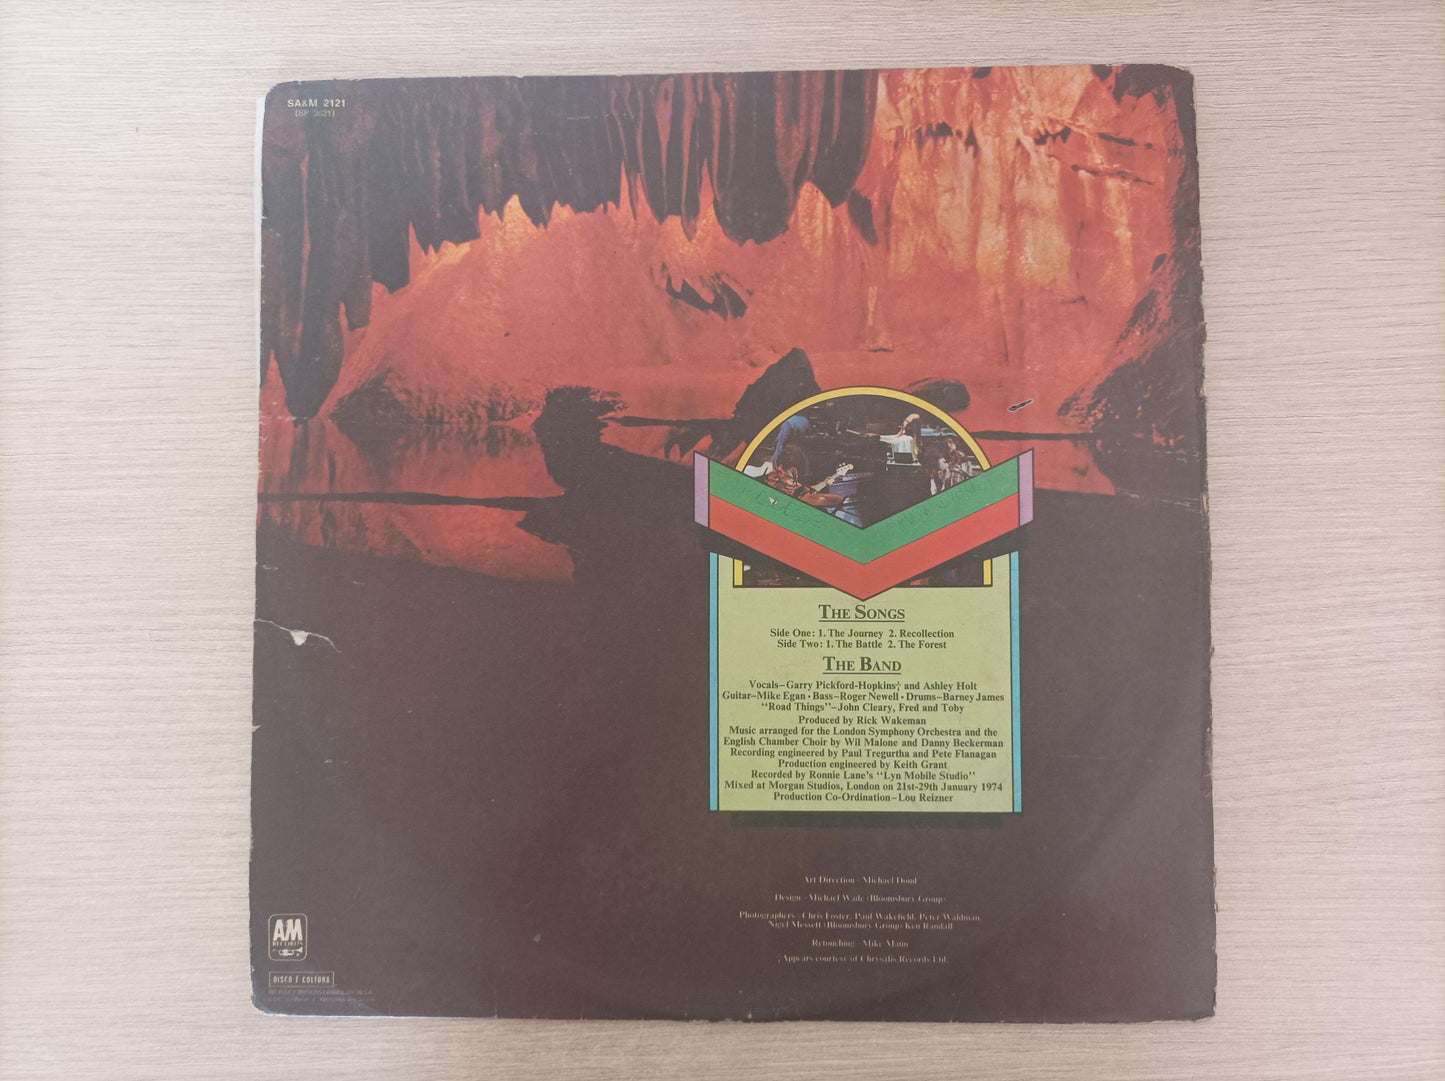 SA&M 2121
(SP 3621)
THE SONGS
Side One: 1. The Journey 2. Recollection
Side Two: 1. The Battle 2. The Forest
THE BAND
Vocals–Garry Pickford-Hopkins† and Ashley Holt
Guitar–Mike Egan • Bass–Roger Newell • Drums–Barney James
“Road Things”–John Cleary, Fred and Toby
Produced by Rick Wakeman
Music arranged for the London Symphony Orchestra and the
English Chamber Choir by Wil Malone and Danny Beckerman
Recording engineered by Paul Tregurtha and Pete Flanagan
Production engineered by Keith Grant
Recorded by Ronnie Lane's “Lyn Mobile Studio”
Mixed at Morgan Studios, London on 21st-29th January 1974
Production Co-Ordination–Lou Reizner
Art Direction – Michael Doud
Design – Michael Wade (Bloomsbury Group)
Photographers – Chris Foster, Paul Wakefield, Peter Waldman,
Nigel Messett (Bloomsbury Group) Ken Randall
Retouching – Mike Mann
Appears courtesy of Chrysalis Records Ltd.
A&M
RECORDS
DISCO É CULTURA